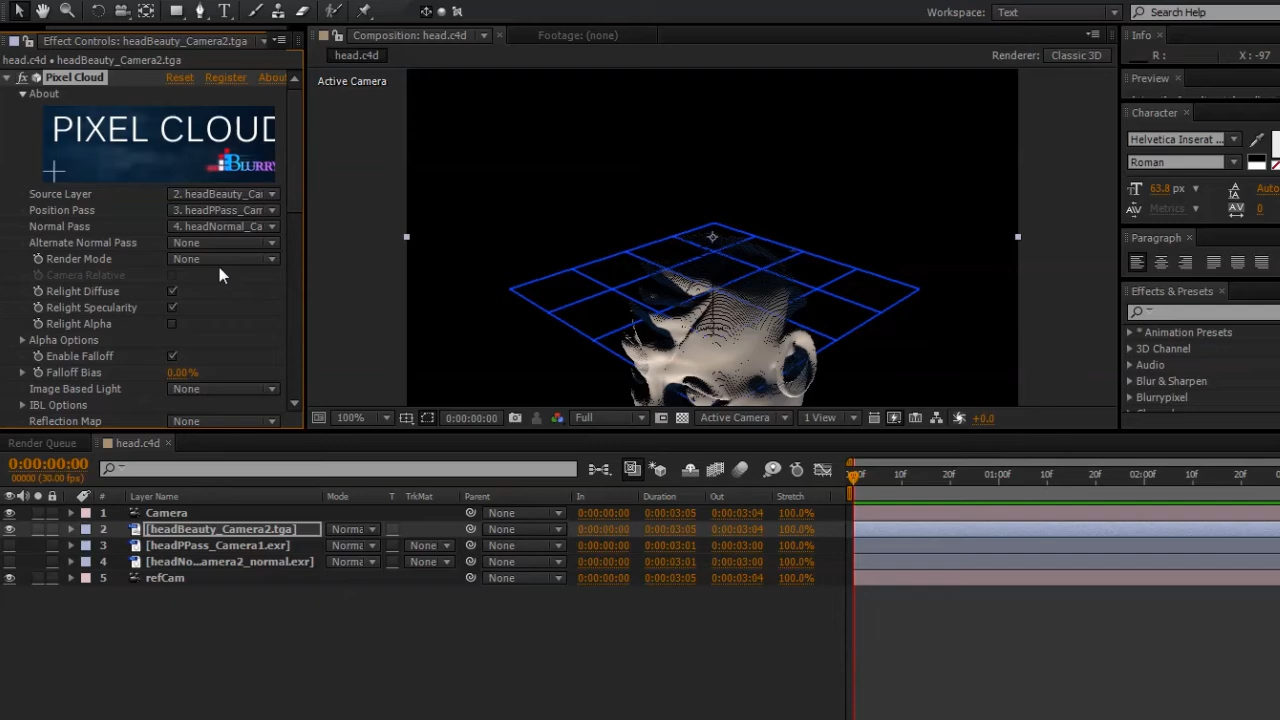 Workspace: Text
Search Help
Effect Controls: headBeauty_Camera2.tga
Composition: head.c4d
Footage: (none)
Info
head.c4d • headBeauty_Camera2.tga
head.c4d
Renderer: Classic 3D
R : X : -97
Pixel Cloud Reset Register About
Active Camera
Preview
About
Character
PIXEL CLOUD
BLURRY
Helvetica Inserat ...
Roman
Source Layer 2. headBeauty_Ca
Position Pass 3. headPPass_Cam
63.8 px Auto
Normal Pass 4. headNormal_Ca
Metrics 0
Alternate Normal Pass None
Paragraph
Render Mode None
Camera Relative
Relight Diffuse
Effects & Presets
Relight Specularity
Relight Alpha
* Animation Presets
Alpha Options
3D Channel
Enable Falloff
Audio
Falloff Bias 0.00%
Blur & Sharpen
Image Based Light None
Blurrypixel
IBL Options
Channel
Reflection Map None
100% 0:00:00:00 Full Active Camera 1 View +0.0
Render Queue head.c4d
0:00:00:00
00000 (30.00 fps)
:00f 10f 20f 01:00f 10f 20f 02:00f 10f 20f
# Layer Name Mode T TrkMat Parent In Duration Out Stretch
1 Camera None 0:00:00:00 0:00:03:05 0:00:03:04 100.0%
2 [headBeauty_Camera2.tga] Norma None 0:00:00:00 0:00:03:05 0:00:03:04 100.0%
3 [headPPass_Camera1.exr] Norma None None 0:00:00:00 0:00:03:01 0:00:03:00 100.0%
4 [headNo...amera2_normal.exr] Norma None None 0:00:00:00 0:00:03:01 0:00:03:00 100.0%
5 refCam None 0:00:00:00 0:00:03:05 0:00:03:04 100.0%